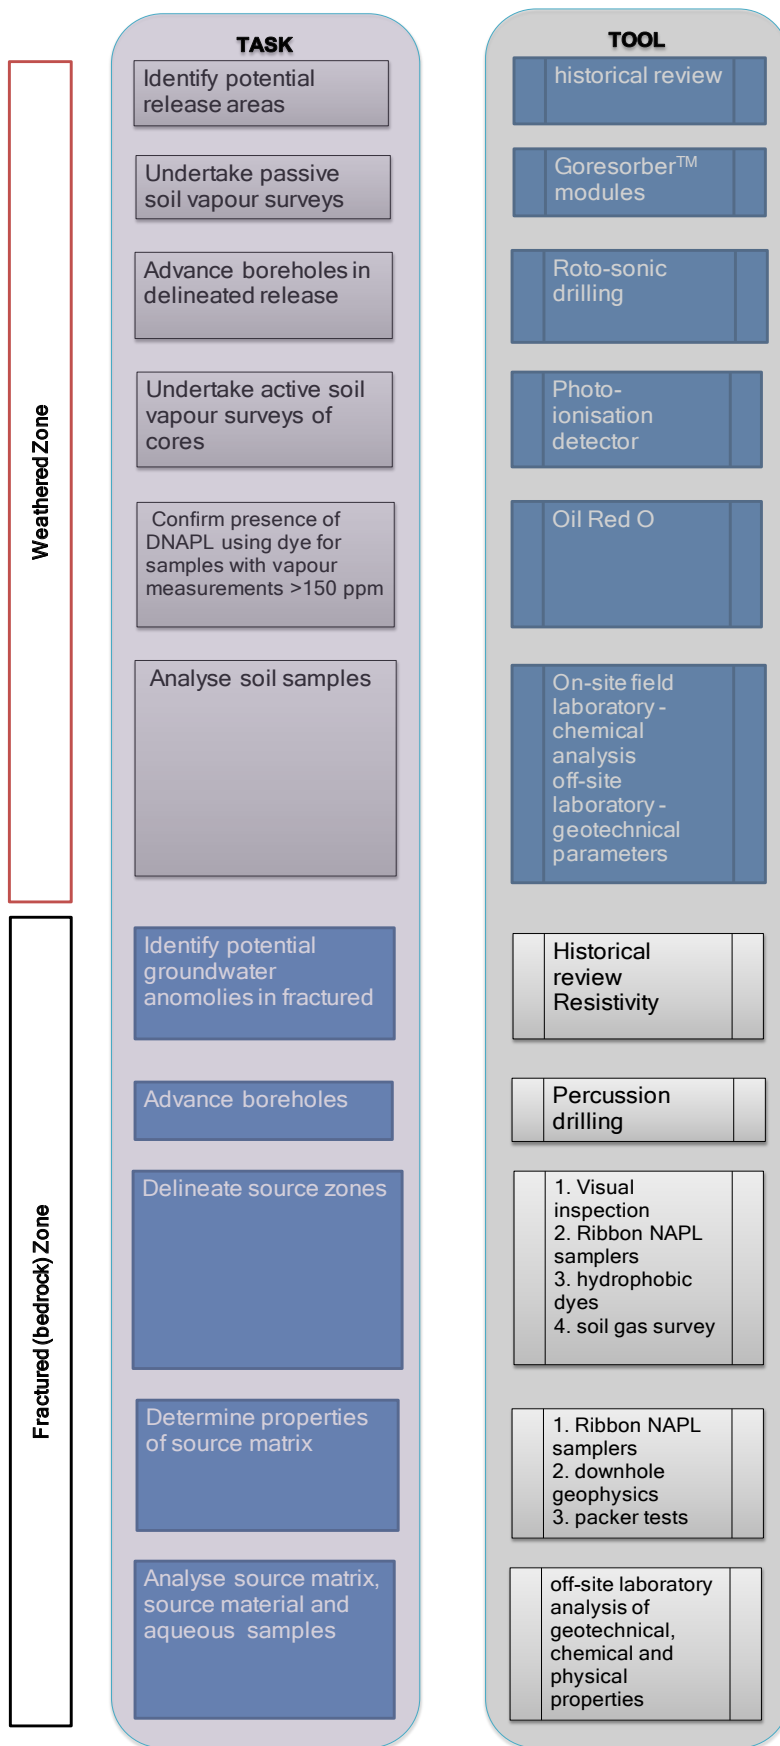 TASK
TOOL
Weathered Zone
Identify potential
release areas
historical review
Undertake passive
soil vapour surveys
Goresorber™
modules
Advance boreholes in
delineated release
Roto-sonic
drilling
Undertake active soil
vapour surveys of
cores
Photo-
ionisation
detector
Confirm presence of
DNAPL using dye for
samples with vapour
measurements >150 ppm
Oil Red O
Analyse soil samples
On-site field
laboratory -
chemical
analysis
off-site
laboratory -
geotechnical
parameters
Fractured (bedrock) Zone
Identify potential
groundwater
anomolies in fractured
Historical
review
Resistivity
Advance boreholes
Percussion
drilling
Delineate source zones
1. Visual
inspection
2. Ribbon NAPL
samplers
3. hydrophobic
dyes
4. soil gas survey
Determine properties
of source matrix
1. Ribbon NAPL
samplers
2. downhole
geophysics
3. packer tests
Analyse source matrix,
source material and
aqueous samples
off-site laboratory
analysis of
geotechnical,
chemical and
physical
properties